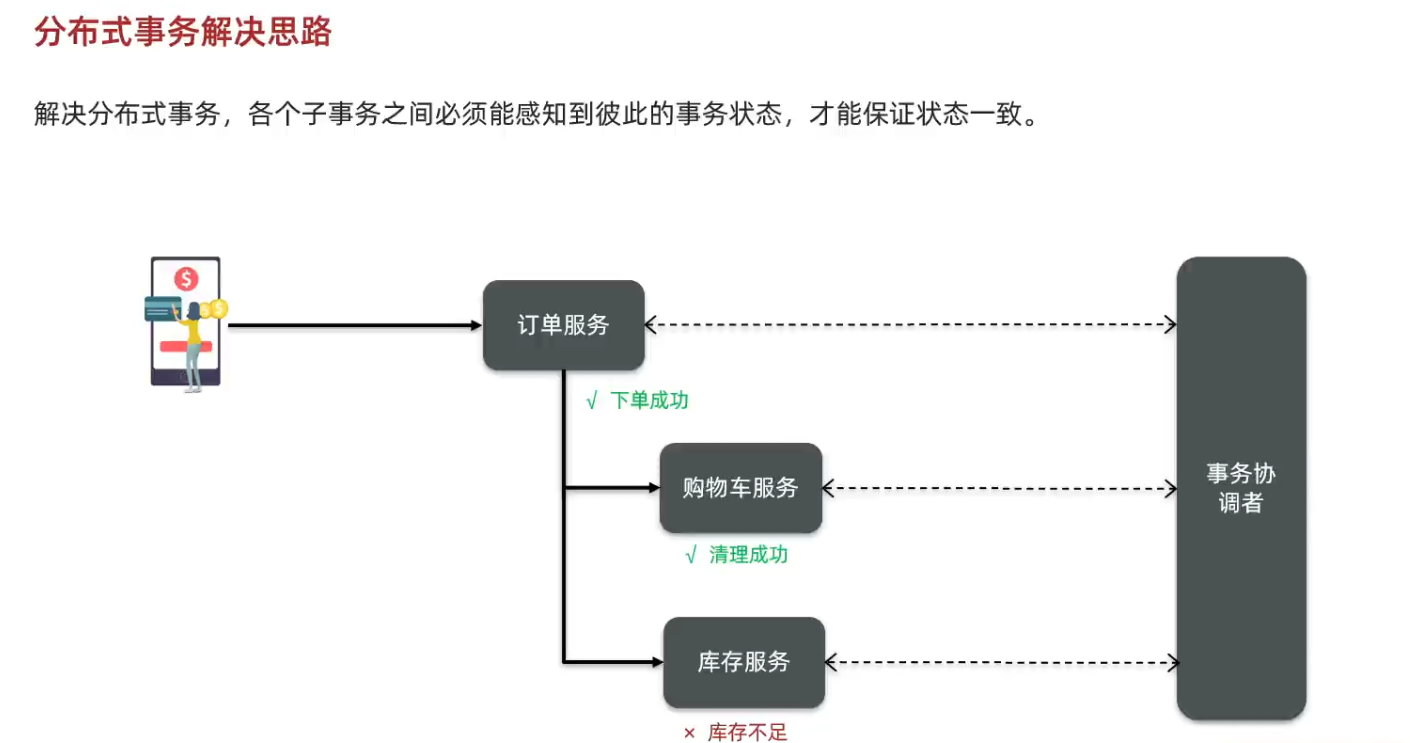 分布式事务解决思路
解决分布式事务，各个子事务之间必须能感知到彼此的事务状态，才能保证状态一致。
$
$
订单服务
√ 下单成功
购物车服务
√ 清理成功
事务协
调者
库存服务
× 库存不足